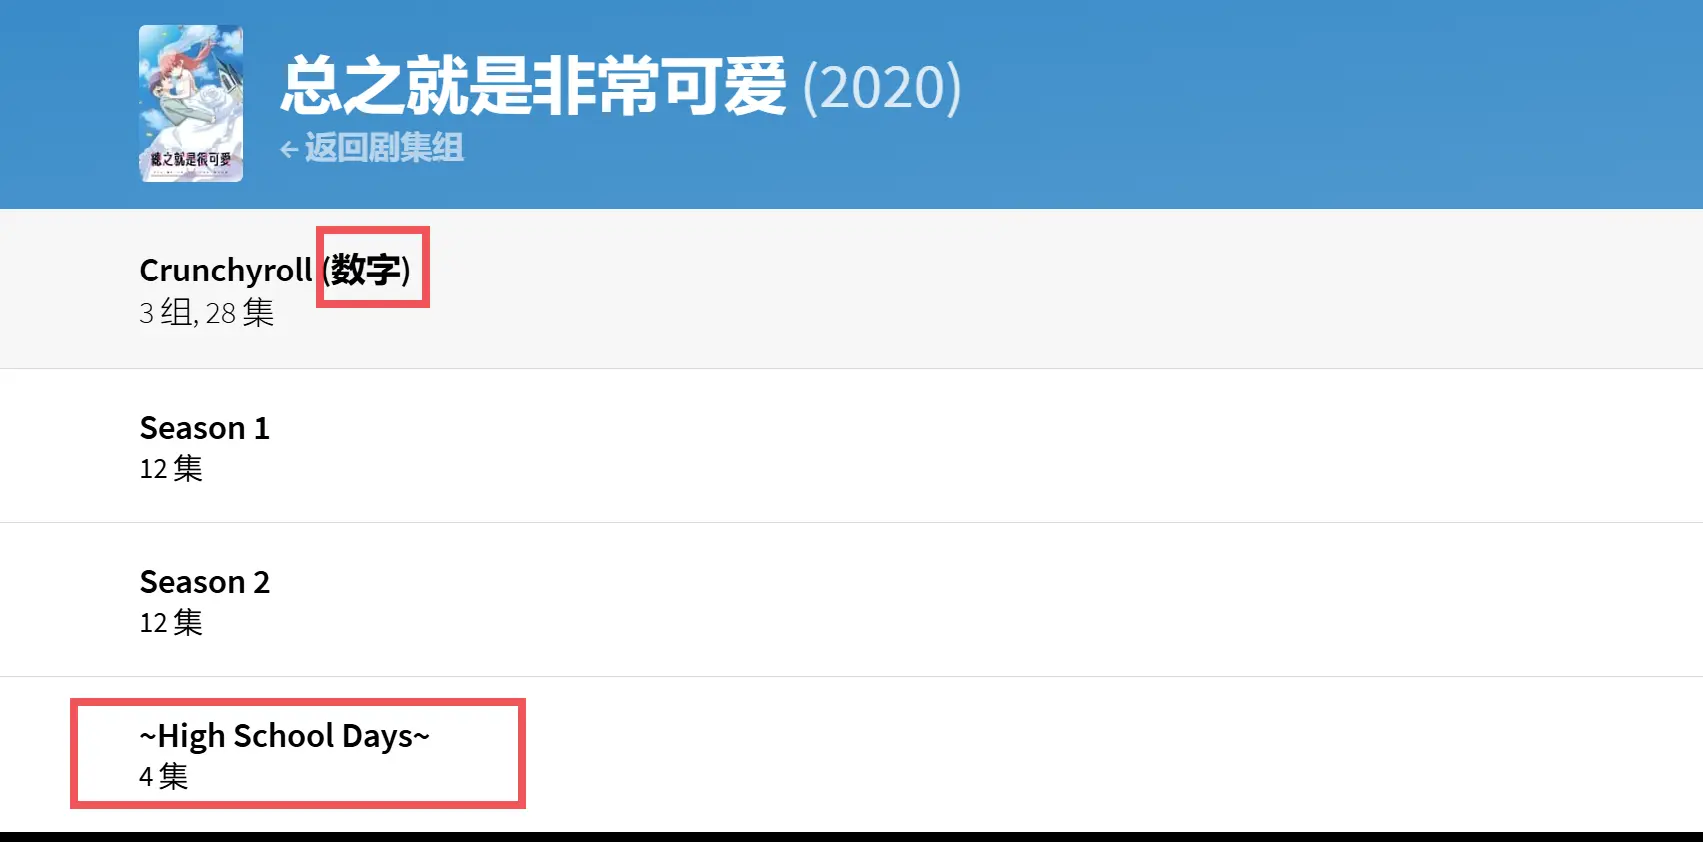 总之就是非常可爱 (2020)
← 返回剧集组
總之就是很可愛
Crunchyroll (数字)
3 组, 28 集
Season 1
12 集
Season 2
12 集
~High School Days~
4 集